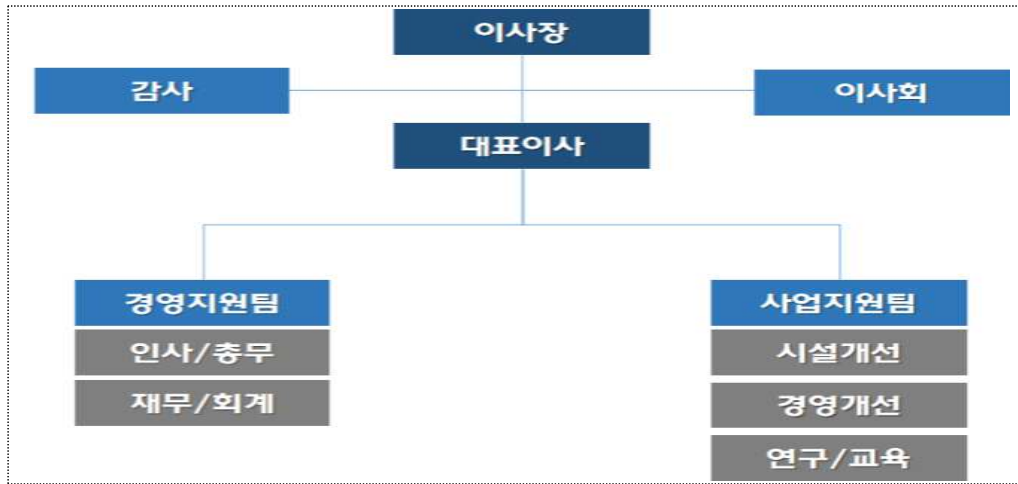 이사장
감사
이사회
대표이사
경영지원팀
인사/총무
재무/회계
사업지원팀
시설개선
경영개선
연구/교육